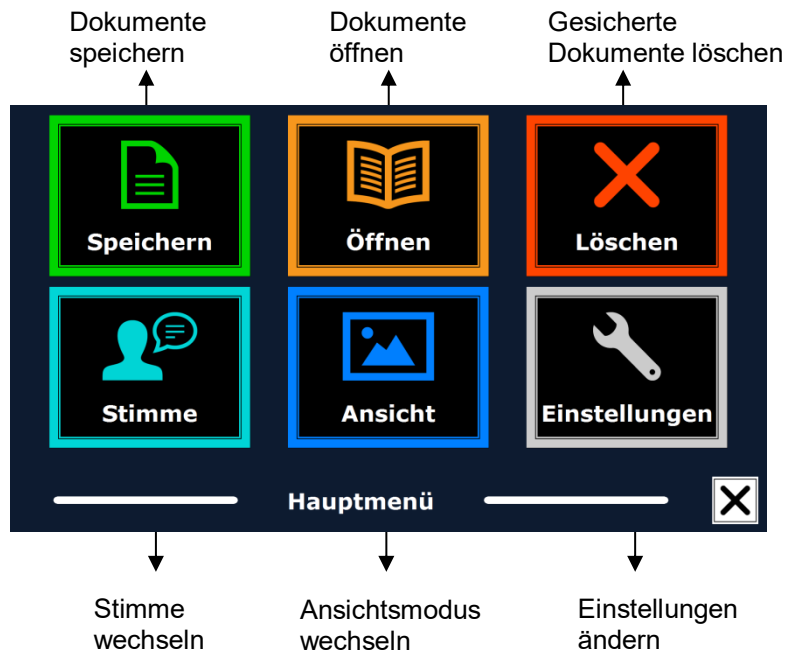 Dokumente
speichern
Dokumente
öffnen
Gesicherte
Dokumente löschen
Speichern
Öffnen
Löschen
Stimme
Ansicht
Einstellungen
Hauptmenü
Stimme
wechseln
Ansichtsmodus
wechseln
Einstellungen
ändern